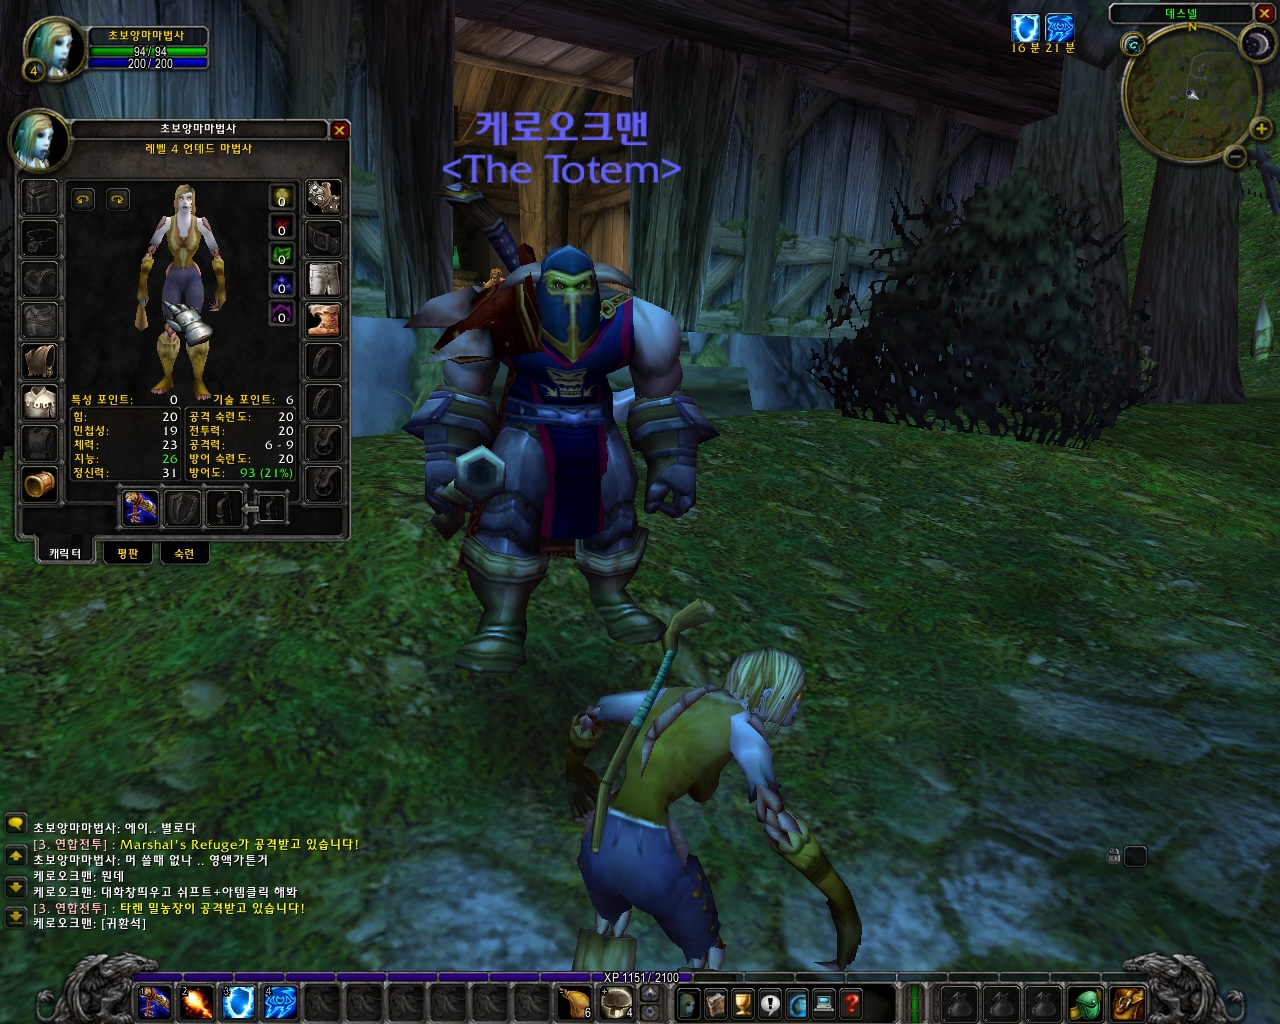 초보앙마마법사
94 / 94
200 / 200
4
16 분 21 분
데스넬
N
초보앙마마법사
레벨 4 언데드 마법사
0
0
0
0
0
특성 포인트: 0 기술 포인트: 6
힘: 20 공격 숙련도: 20
민첩성: 19 전투력: 20
체력: 23 공격력: 6 - 9
지능: 26 방어 숙련도: 20
정신력: 31 방어도: 93 (21%)
캐릭터 평판 숙련
케로오크맨
<The Totem>
초보앙마마법사: 에이.. 별로다
[3. 연합전투] : Marshal's Refuge가 공격받고 있습니다!
초보앙마마법사: 머 쓸때 없나 .. 영액가튼거
케로오크맨: 뭔데
케로오크맨: 대화창띄우고 쉬프트+아템클릭 해봐
[3. 연합전투] : 타렌 밀농장이 공격받고 있습니다!
케로오크맨: [귀환석]
XP 1151 / 2100
1 2 3 4 - 6 + 4